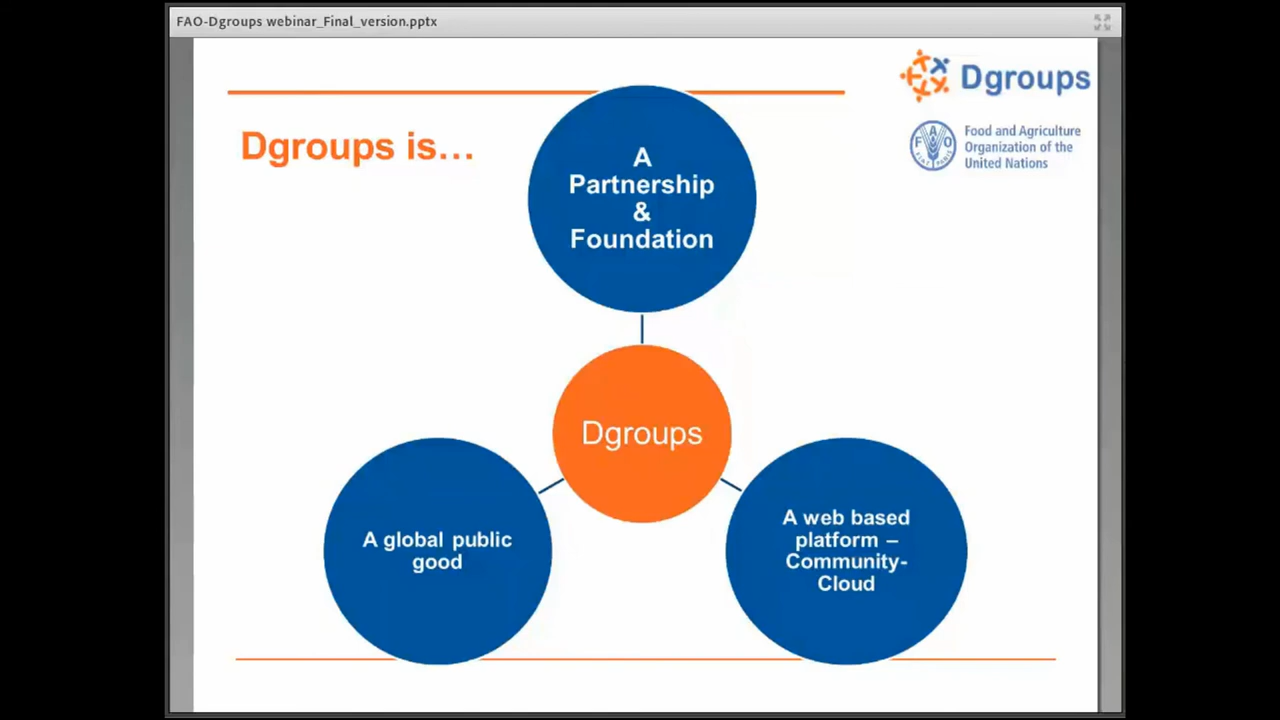 FAO-Dgroups webinar_Final_version.pptx
Dgroups
Food and Agriculture
Organization of the
United Nations
Dgroups is...
A
Partnership
&
Foundation
Dgroups
A global public
good
A web based
platform –
Community-
Cloud